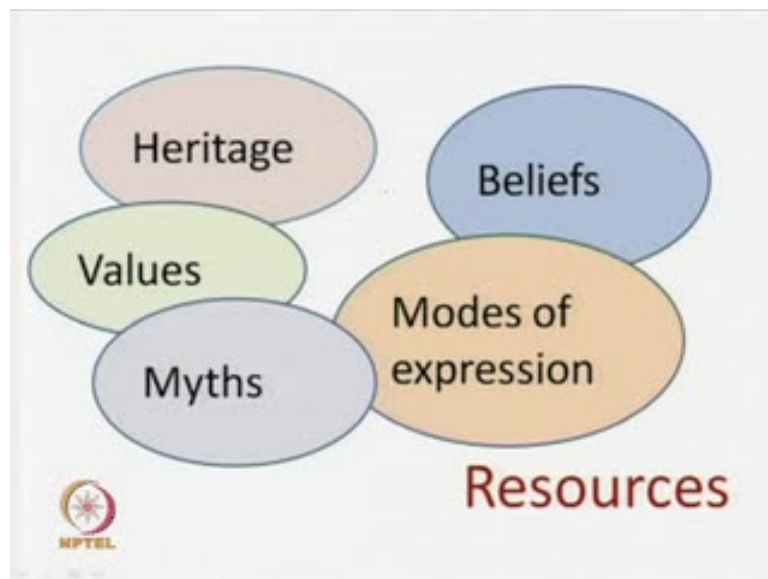 Heritage
Beliefs
Values
Modes of
expression
Myths
Resources
NPTEL